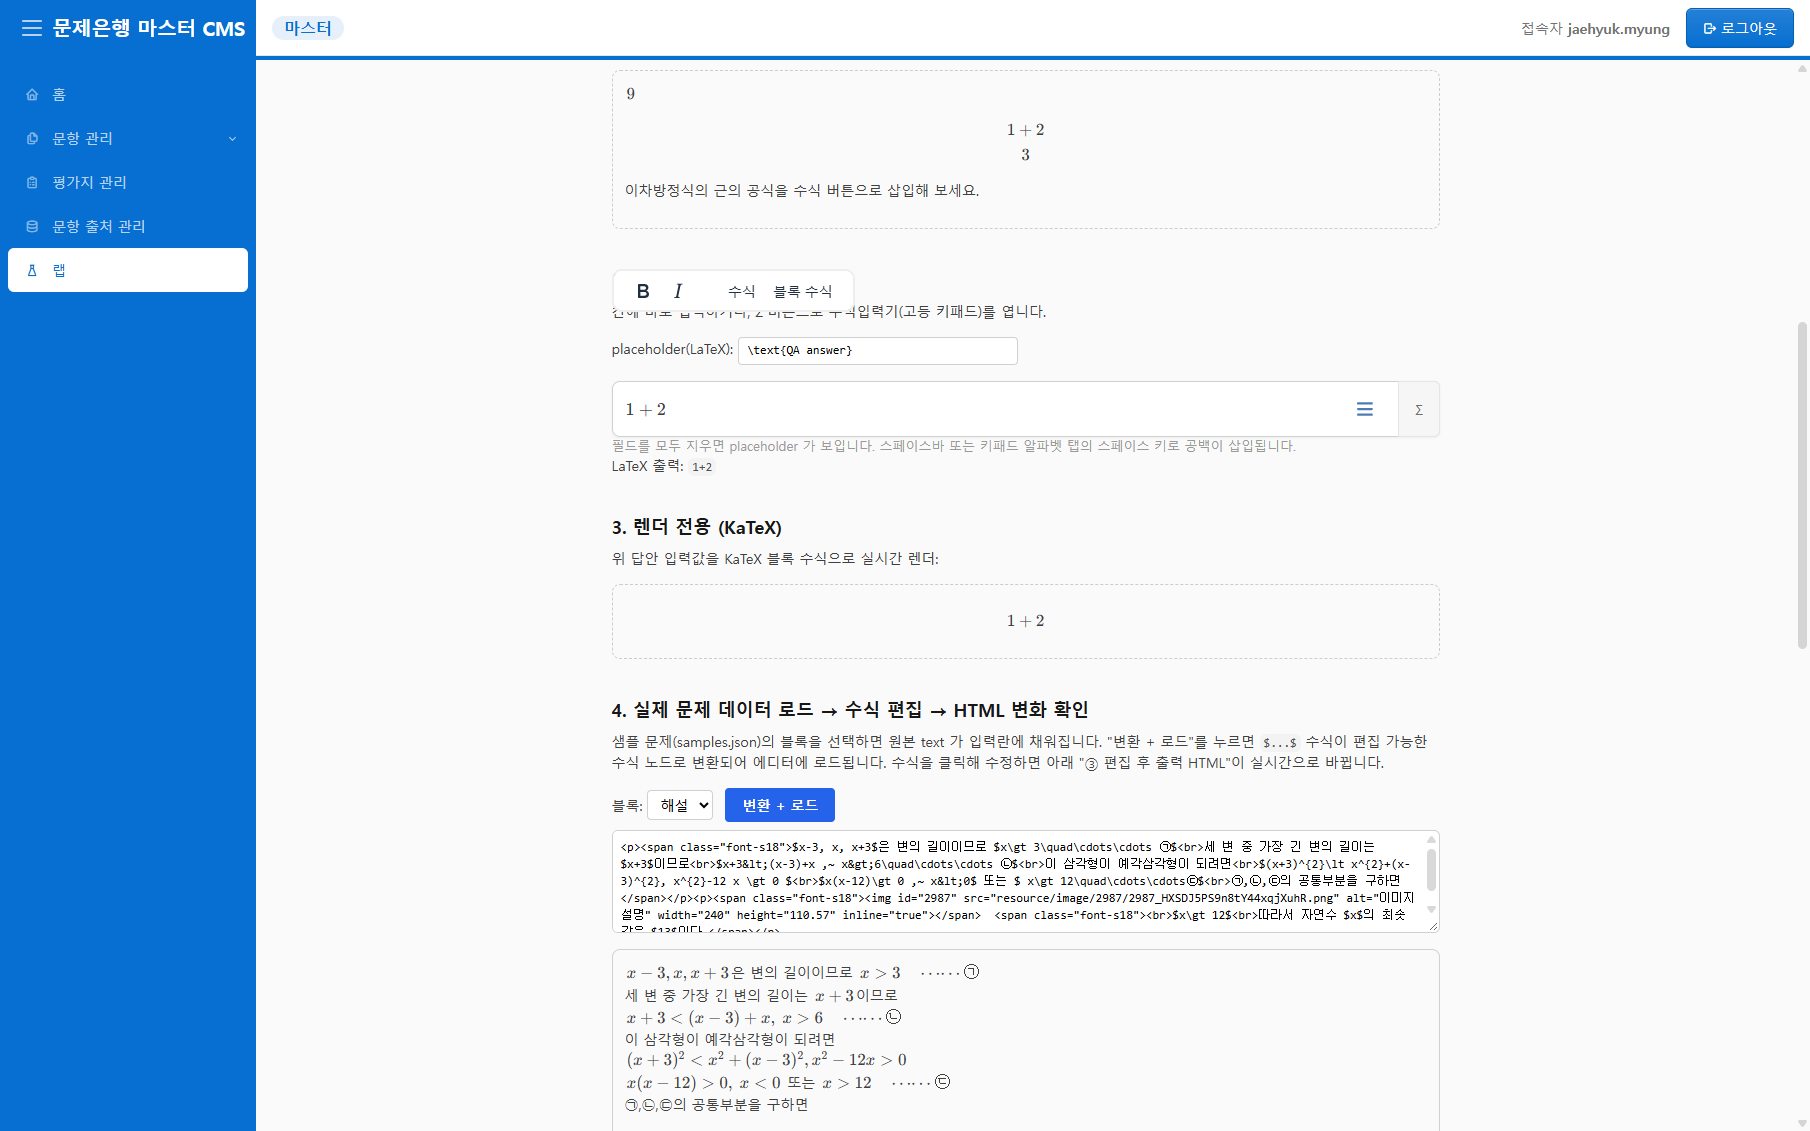 문제은행 마스터 CMS
마스터
접속자 jaehyuk.myung
로그아웃
홈
문항 관리
평가지 관리
문항 출처 관리
랩
9
1 + 2
3
이차방정식의 근의 공식을 수식 버튼으로 삽입해 보세요.
B I 수식 블록 수식
수식입력기(고등 키패드)를 엽니다.
placeholder(LaTeX): \text{QA answer}
1 + 2
Σ
필드를 모두 지우면 placeholder 가 보입니다. 스페이스바 또는 키패드 알파벳 탭의 스페이스 키로 공백이 삽입됩니다.
LaTeX 출력: 1+2
3. 렌더 전용 (KaTeX)
위 답안 입력값을 KaTeX 블록 수식으로 실시간 렌더:
1 + 2
4. 실제 문제 데이터 로드 → 수식 편집 → HTML 변화 확인
샘플 문제(samples.json)의 블록을 선택하면 원본 text 가 입력란에 채워집니다. "변환 + 로드"를 누르면 $...$ 수식이 편집 가능한
수식 노드로 변환되어 에디터에 로드됩니다. 수식을 클릭해 수정하면 아래 "③ 편집 후 출력 HTML"이 실시간으로 바뀝니다.
블록: 해설 변환 + 로드
<p><span class="font-s18">$x-3, x, x+3$은 변의 길이이므로 $x\gt 3\quad\cdots\cdots ㉠$<br>세 변 중 가장 긴 변의 길이는
$x+3$이므로<br>$x+3&lt;(x-3)+x ,~ x&gt;6\quad\cdots\cdots ㉡$<br>이 삼각형이 예각삼각형이 되려면<br>$(x+3)^{2}\lt x^{2}+(x-
3)^{2}, x^{2}-12 x \gt 0 $<br>$x(x-12)\gt 0 ,~ x&lt;0$ 또는 $ x\gt 12\quad\cdots\cdots㉢$<br>㉠,㉡,㉢의 공통부분을 구하면
</span></p><p><span class="font-s18"><img id="2987" src="resource/image/2987/2987_HXSDJ5PS9n8tY44xqjXuhR.png" alt="이미지
설명" width="240" height="110.57" inline="true"></span>  <span class="font-s18"><br>$x\gt 12$<br>따라서 자연수 $x$의 최솟
값은 $13$이다.</span></p>
x − 3, x, x + 3은 변의 길이이므로 x > 3 ⋯⋯㉠
세 변 중 가장 긴 변의 길이는 x + 3이므로
x + 3 < (x − 3) + x, x > 6 ⋯⋯㉡
이 삼각형이 예각삼각형이 되려면
(x + 3)² < x² + (x − 3)², x² − 12x > 0
x(x − 12) > 0, x < 0 또는 x > 12 ⋯⋯㉢
㉠,㉡,㉢의 공통부분을 구하면